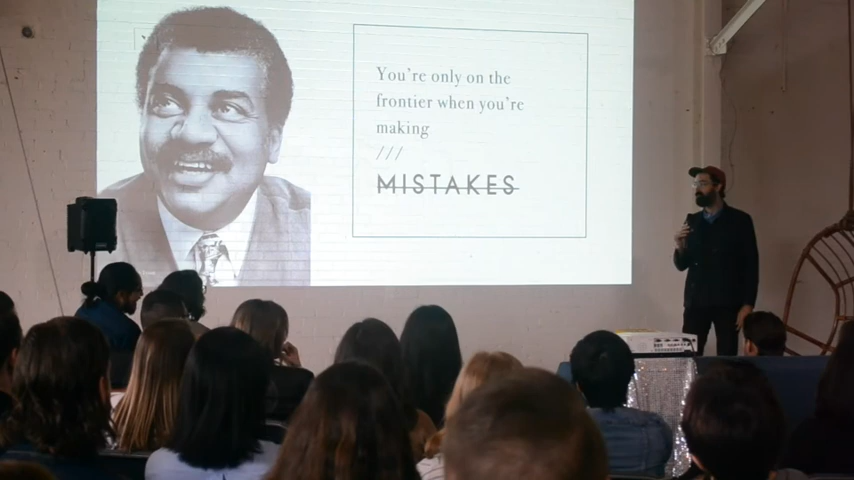 You're only on the
frontier when you're
making
///
MISTAKES